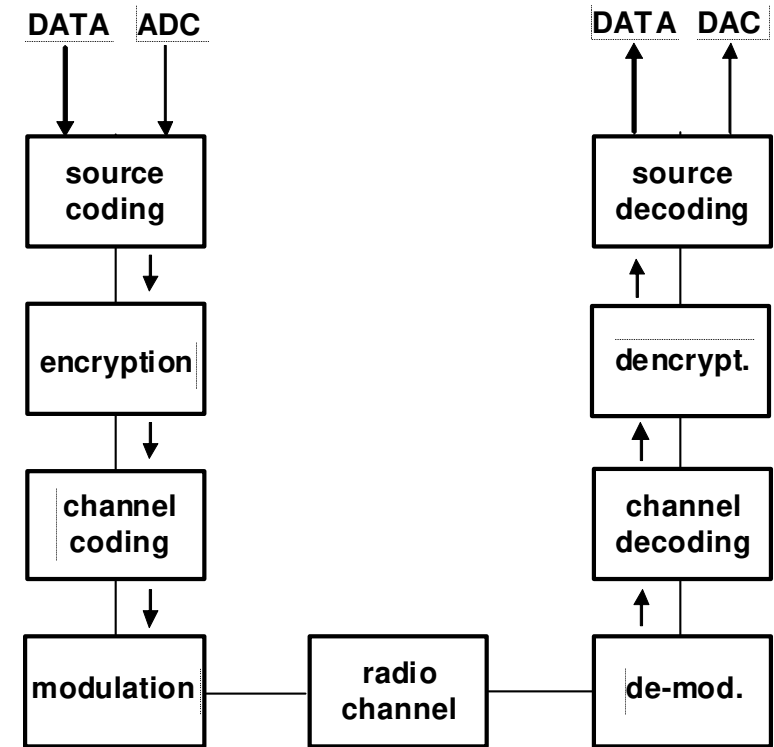 DATA ADC
source
coding
encryption
channel
coding
modulation
radio
channel
DATA DAC
source
decoding
dencrypt.
channel
decoding
de-mod.